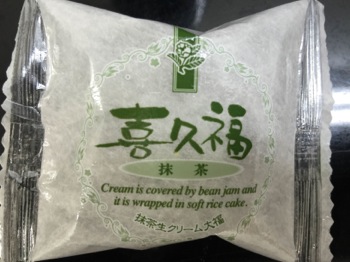 喜久福
抹茶
Cream is covered by bean jam and
it is wrapped in soft rice cake.
抹茶生クリーム大福